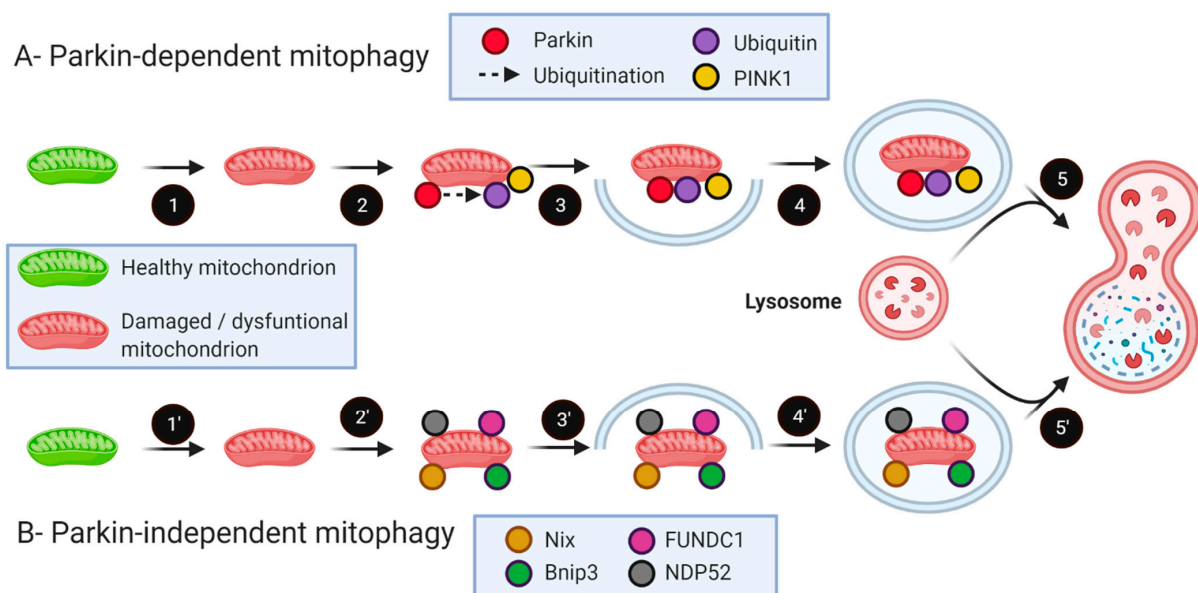 A- Parkin-dependent mitophagy
Parkin
Ubiquitin
Ubiquitination
PINK1
1
2
3
4
5
Healthy mitochondrion
Damaged / dysfuntional
mitochondrion
Lysosome
1'
2'
3'
4'
5'
B- Parkin-independent mitophagy
Nix
FUNDC1
Bnip3
NDP52